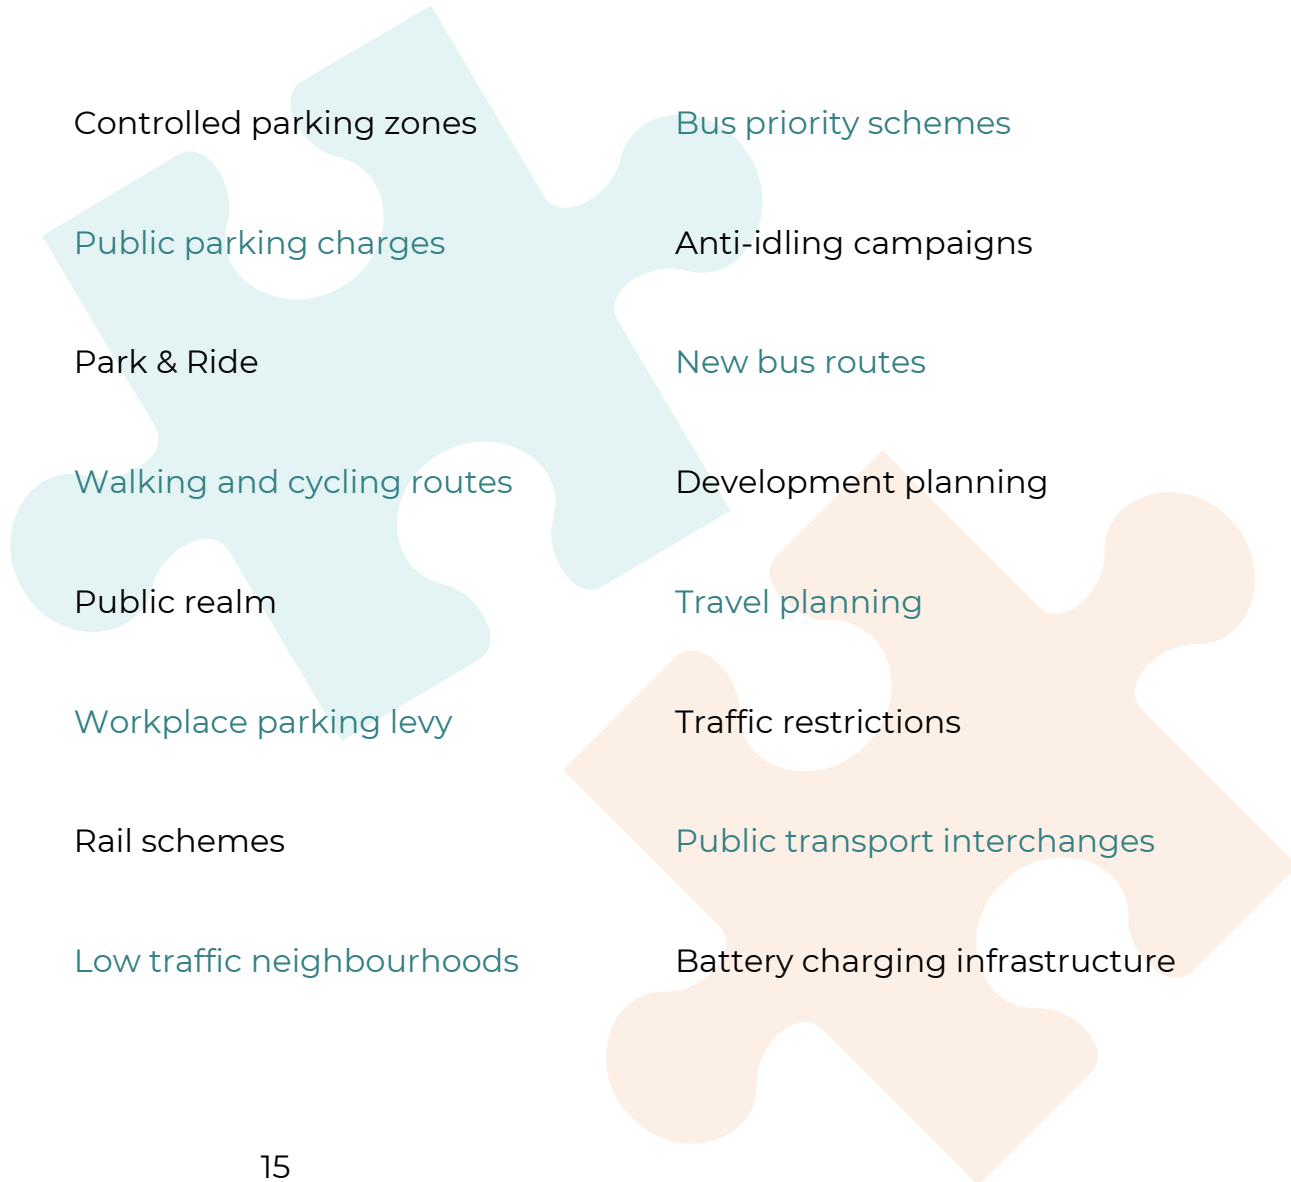 Controlled parking zones
Public parking charges
Park & Ride
Walking and cycling routes
Public realm
Workplace parking levy
Rail schemes
Low traffic neighbourhoods
Bus priority schemes
Anti-idling campaigns
New bus routes
Development planning
Travel planning
Traffic restrictions
Public transport interchanges
Battery charging infrastructure
15